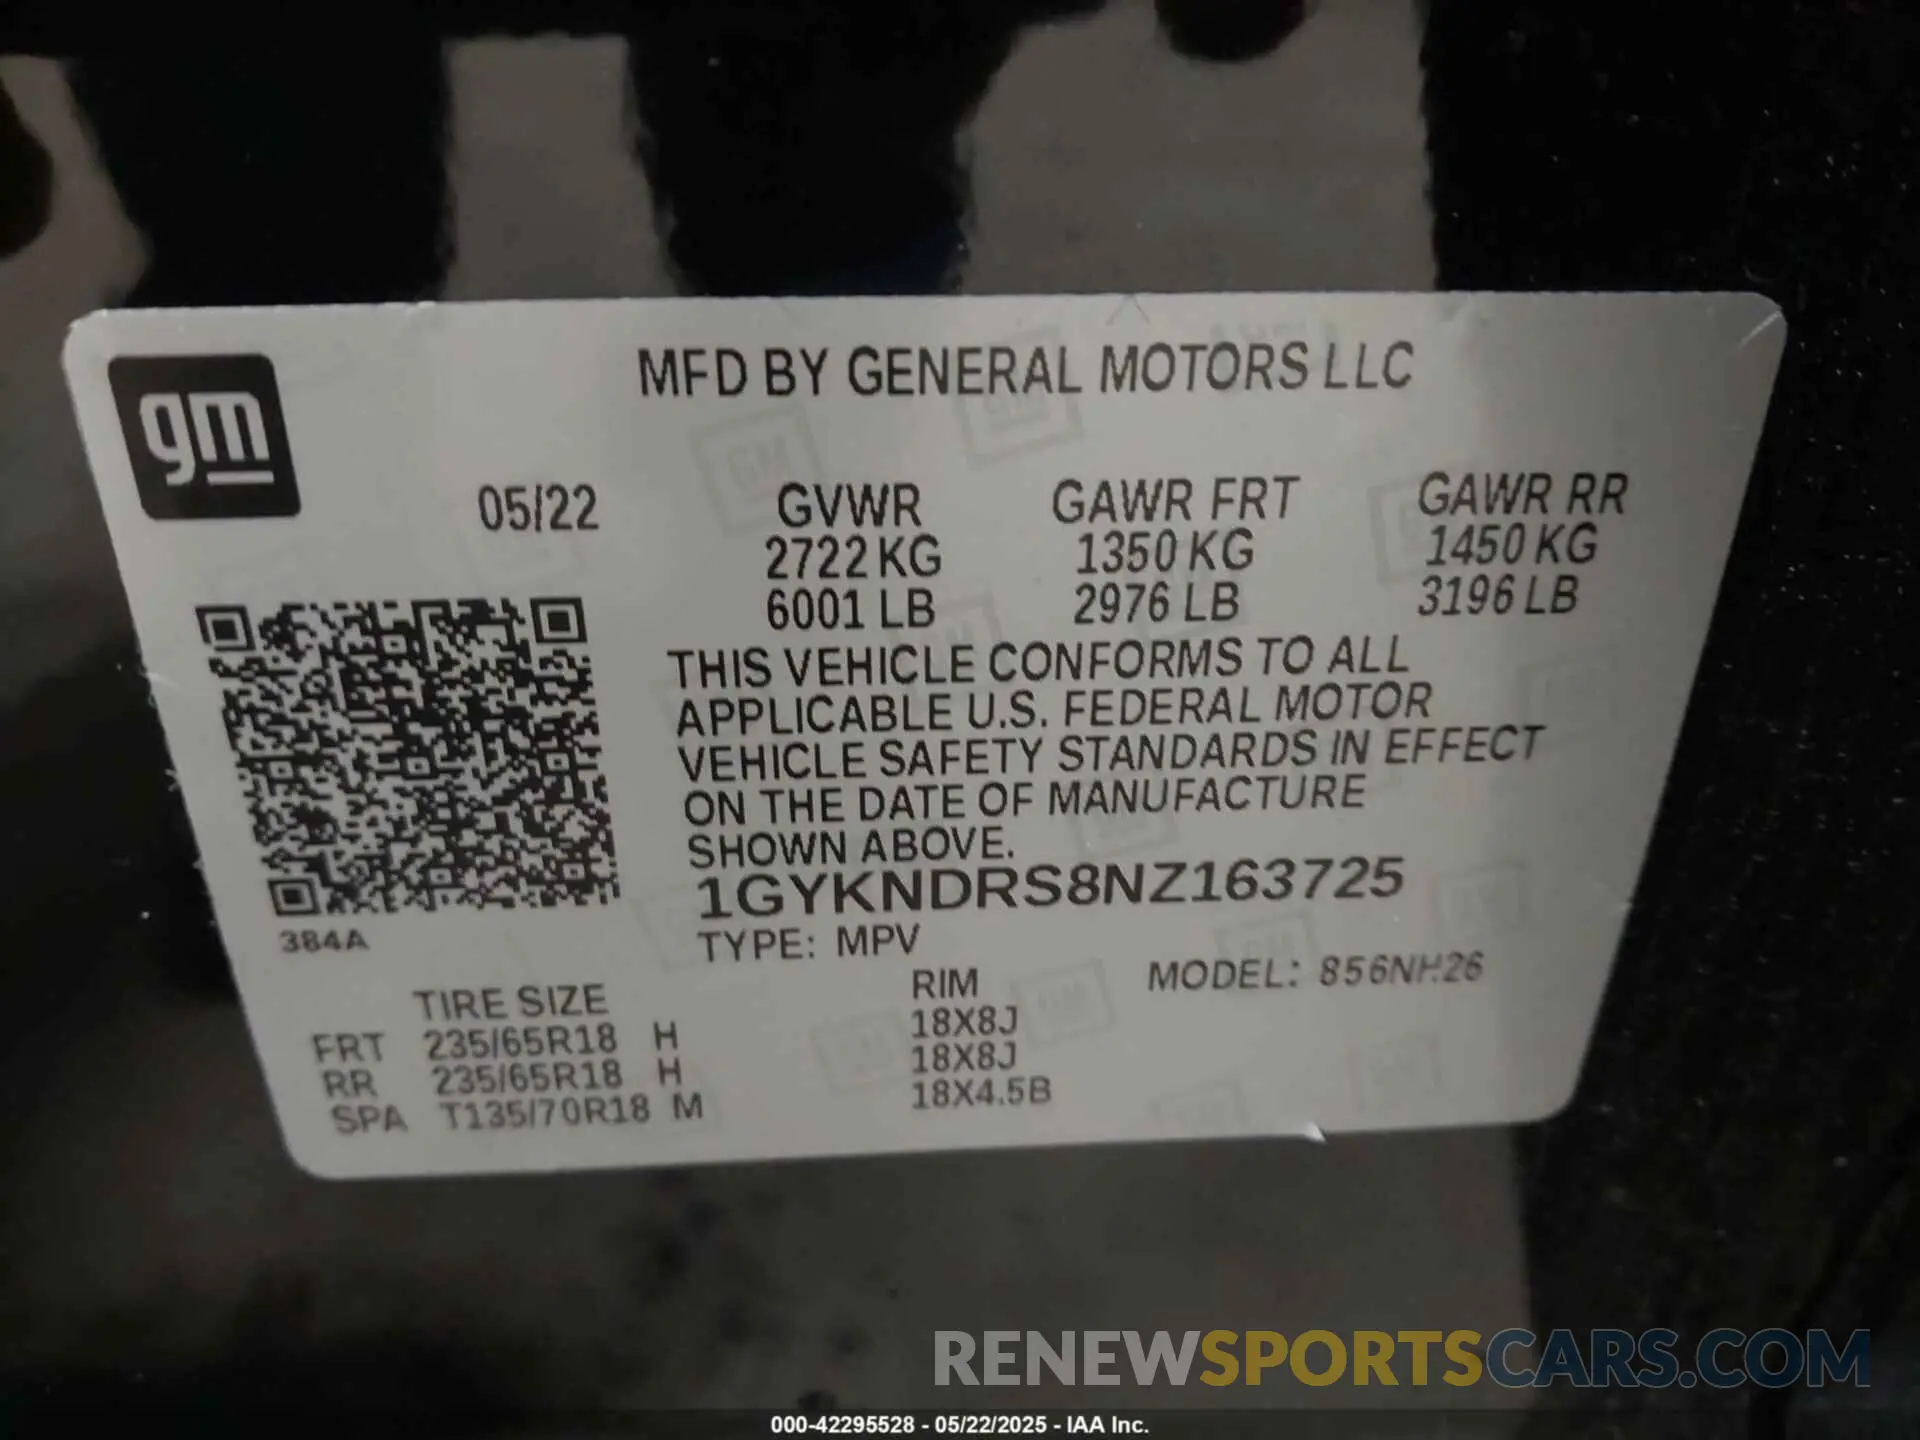 gm
MFD BY GENERAL MOTORS LLC
05/22 GVWR GAWR FRT GAWR RR
2722 KG 1350 KG 1450 KG
6001 LB 2976 LB 3196 LB
THIS VEHICLE CONFORMS TO ALL
APPLICABLE U.S. FEDERAL MOTOR
VEHICLE SAFETY STANDARDS IN EFFECT
ON THE DATE OF MANUFACTURE
SHOWN ABOVE.
1GYKNDRS8NZ163725
384A
TYPE: MPV
MODEL: 856NH26
TIRE SIZE RIM
FRT 235/65R18 H 18X8J
RR 235/65R18 H 18X8J
SPA T135/70R18 M 18X4.5B
RENEWSPORTSCARS.COM
000-42295528 - 05/22/2025 - IAA Inc.